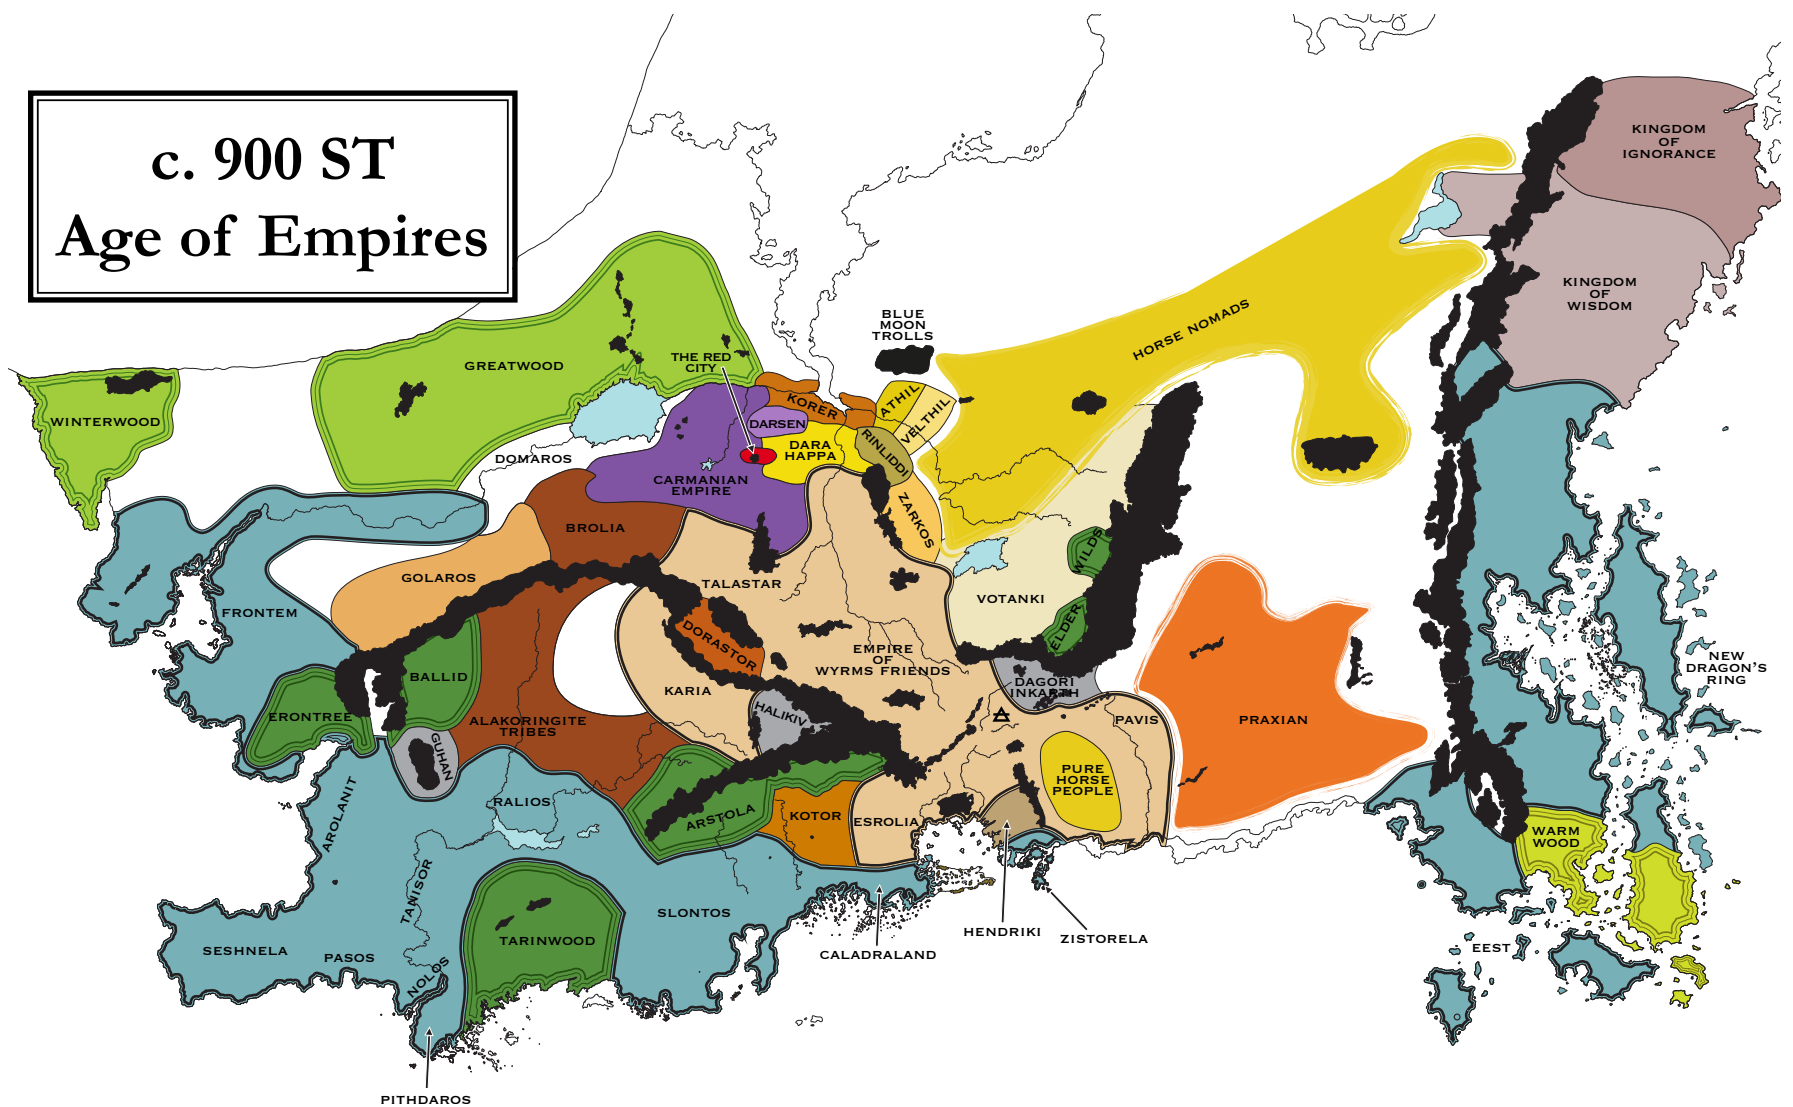 c. 900 ST
Age of Empires
KINGDOM
OF
IGNORANCE
KINGDOM
OF
WISDOM
HORSE NOMADS
BLUE
MOON
TROLLS
THE RED
CITY
GREATWOOD
WINTERWOOD
DOMAROS
KORER
ATHIL
VELTHIL
DARSEN
DARA
HAPPA
RINLIDDI
CARMANIAN
EMPIRE
ZARKOS
BROLIA
GOLAROS
TALASTAR
WILDS
VOTANKI
ELDER
FRONTEM
DORASTOR
EMPIRE
OF
WYRMS FRIENDS
DAGORI
INKARTH
NEW
DRAGON'S
RING
BALLID
KARIA
HALIKIV
ERONTREE
ALAKORINGITE
TRIBES
PAVIS
PRAXIAN
GUHAN
PURE
HORSE
PEOPLE
AROLANIT
RALIOS
ARSTOLA
KOTOR
ESROLIA
WARM
WOOD
TANISOR
SLONTOS
TARINWOOD
HENDRIKI
ZISTORELA
CALADRALAND
SESHNELA
PASOS
NOLOS
EEST
PITHDAROS